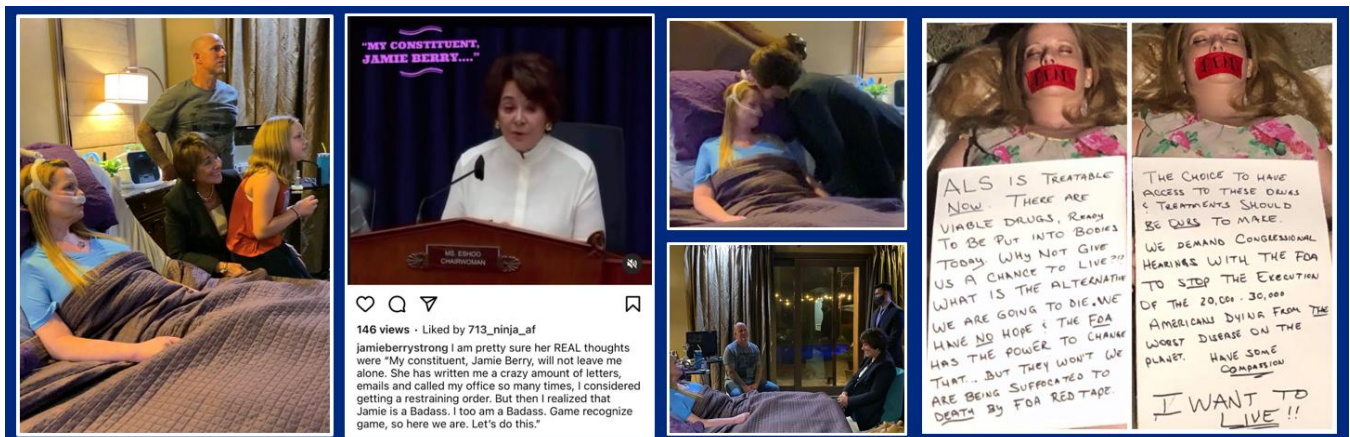 "MY CONSTITUENT,
JAMIE BERRY...."
MS. ESHOO
CHAIRWOMAN
146 views · Liked by 713_ninja_af
jamieberrystrong I am pretty sure her REAL thoughts
were "My constituent, Jamie Berry, will not leave me
alone. She has written me a crazy amount of letters,
emails and called my office so many times, I considered
getting a restraining order. But then I realized that
Jamie is a Badass. I too am a Badass. Game recognize
game, so here we are. Let's do this."
ALS IS TREATABLE
NOW. THERE ARE
VIABLE DRUGS, READY
TO BE PUT INTO BODIES
TODAY. WHY NOT GIVE
US A CHANCE TO LIVE?!?
WHAT IS THE ALTERNATIVE
WE ARE GOING TO DIE. WE
HAVE NO HOPE & THE FDA
HAS THE POWER TO CHANGE
THAT... BUT THEY WON'T WE
ARE BEING SUFFOCATED TO
DEATH BY FDA RED TAPE.
THE CHOICE TO HAVE
ACCESS TO THESE DRUGS
& TREATMENTS SHOULD
BE OURS TO MAKE.
WE DEMAND CONGRESSIONAL
HEARINGS WITH THE FDA
TO STOP THE EXECUTION
OF THE 20,000 - 30,000
AMERICANS DYING FROM THE
WORST DISEASE ON THE
PLANET. HAVE SOME
COMPASSION
I WANT TO
LIVE!!